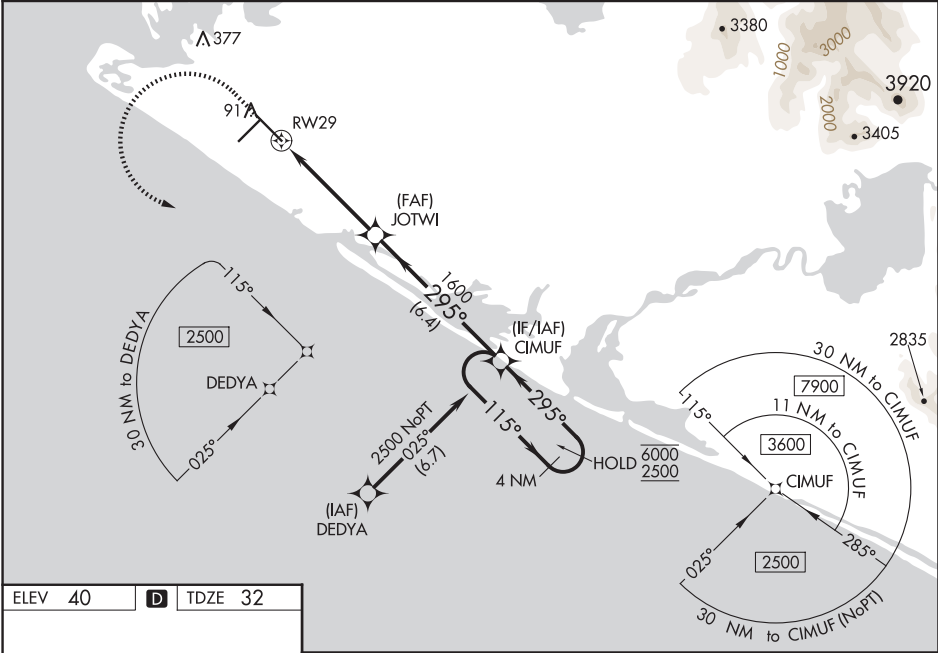 377
3380
1000
3000
3920
2000
3405
91
RW29
(FAF)
JOTWI
1600
295°
(6.4)
(IF/IAF)
CIMUF
115°
30 NM to DEDYA
2500
DEDYA
025°
2500 NoPT
025°
(6.7)
(IAF)
DEDYA
115°
295°
4 NM
HOLD
6000
2500
2835
30 NM to CIMUF
7900
115°
11 NM to CIMUF
3600
CIMUF
025°
285°
2500
30 NM to CIMUF (NoPT)
ELEV 40 D TDZE 32